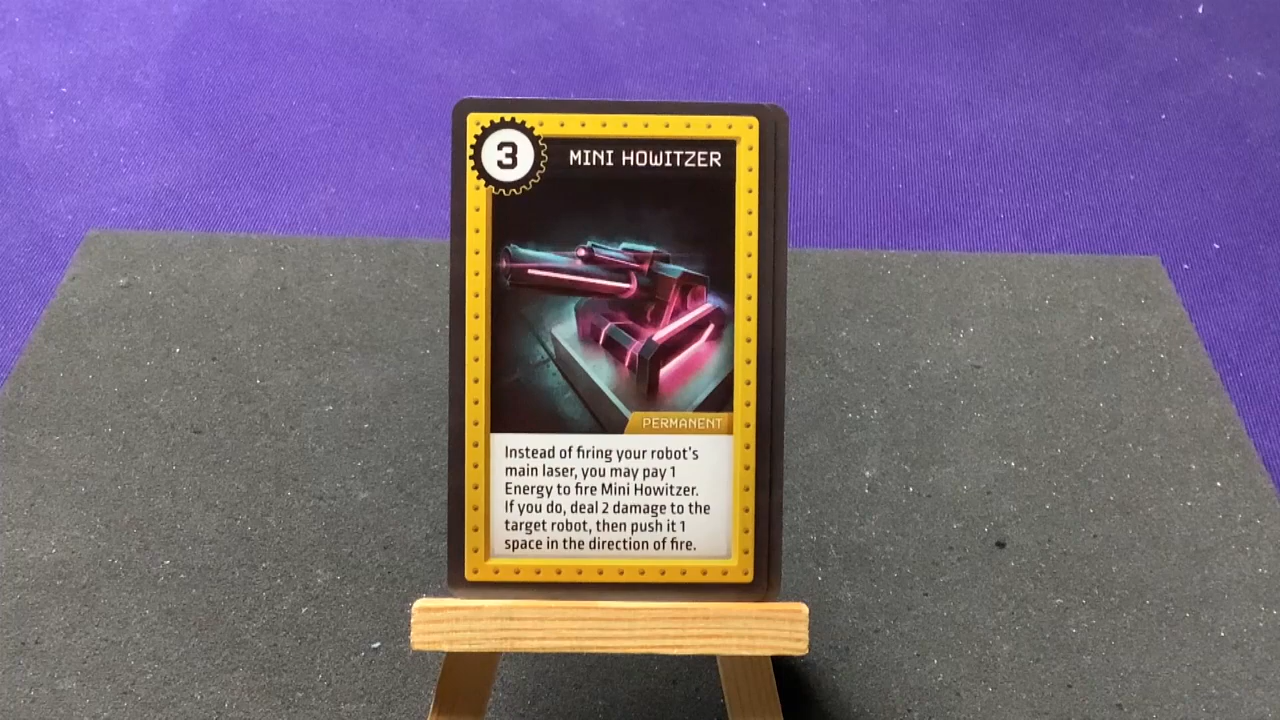 3
MINI HOWITZER
PERMANENT
Instead of firing your robot's
main laser, you may pay 1
Energy to fire Mini Howitzer.
If you do, deal 2 damage to the
target robot, then push it 1
space in the direction of fire.